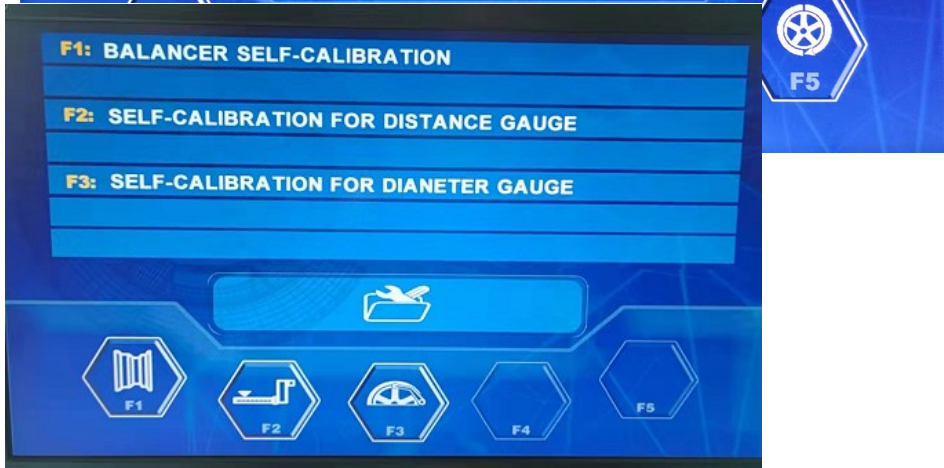 F1: BALANCER SELF-CALIBRATION
F2: SELF-CALIBRATION FOR DISTANCE GAUGE
F3: SELF-CALIBRATION FOR DIANETER GAUGE
F5
F1
F2
F3
F4
F5